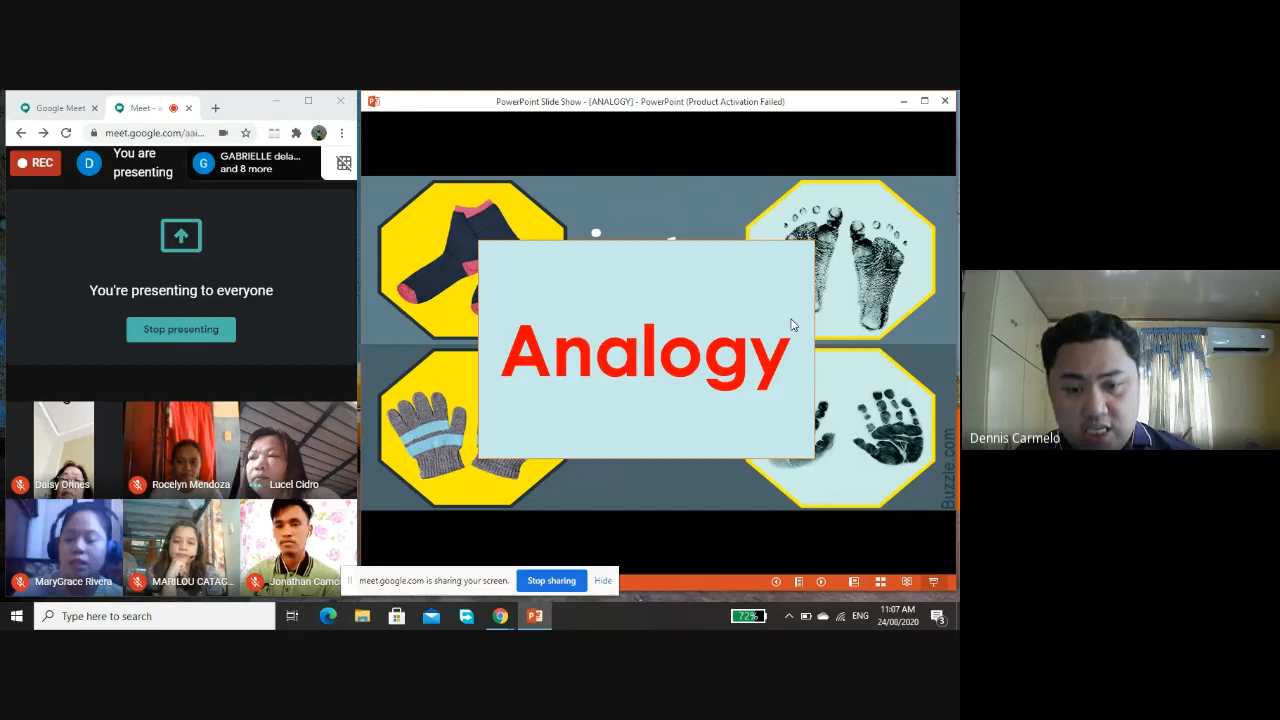 Google Meet
Meet -
meet.google.com/aai...
REC
D
You are
presenting
G
GABRIELLE dela...
and 8 more
You're presenting to everyone
Stop presenting
Daisy Orines
Rocelyn Mendoza
Lucel Cidro
MaryGrace Rivera
MARILOU CATAG...
Jonathan Camca
PowerPoint Slide Show - [ANALOGY] - PowerPoint (Product Activation Failed)
Analogy
Buzzle.com
meet.google.com is sharing your screen.
Stop sharing
Hide
Type here to search
72%
ENG
11:07 AM
24/08/2020
3
Dennis Carmelo